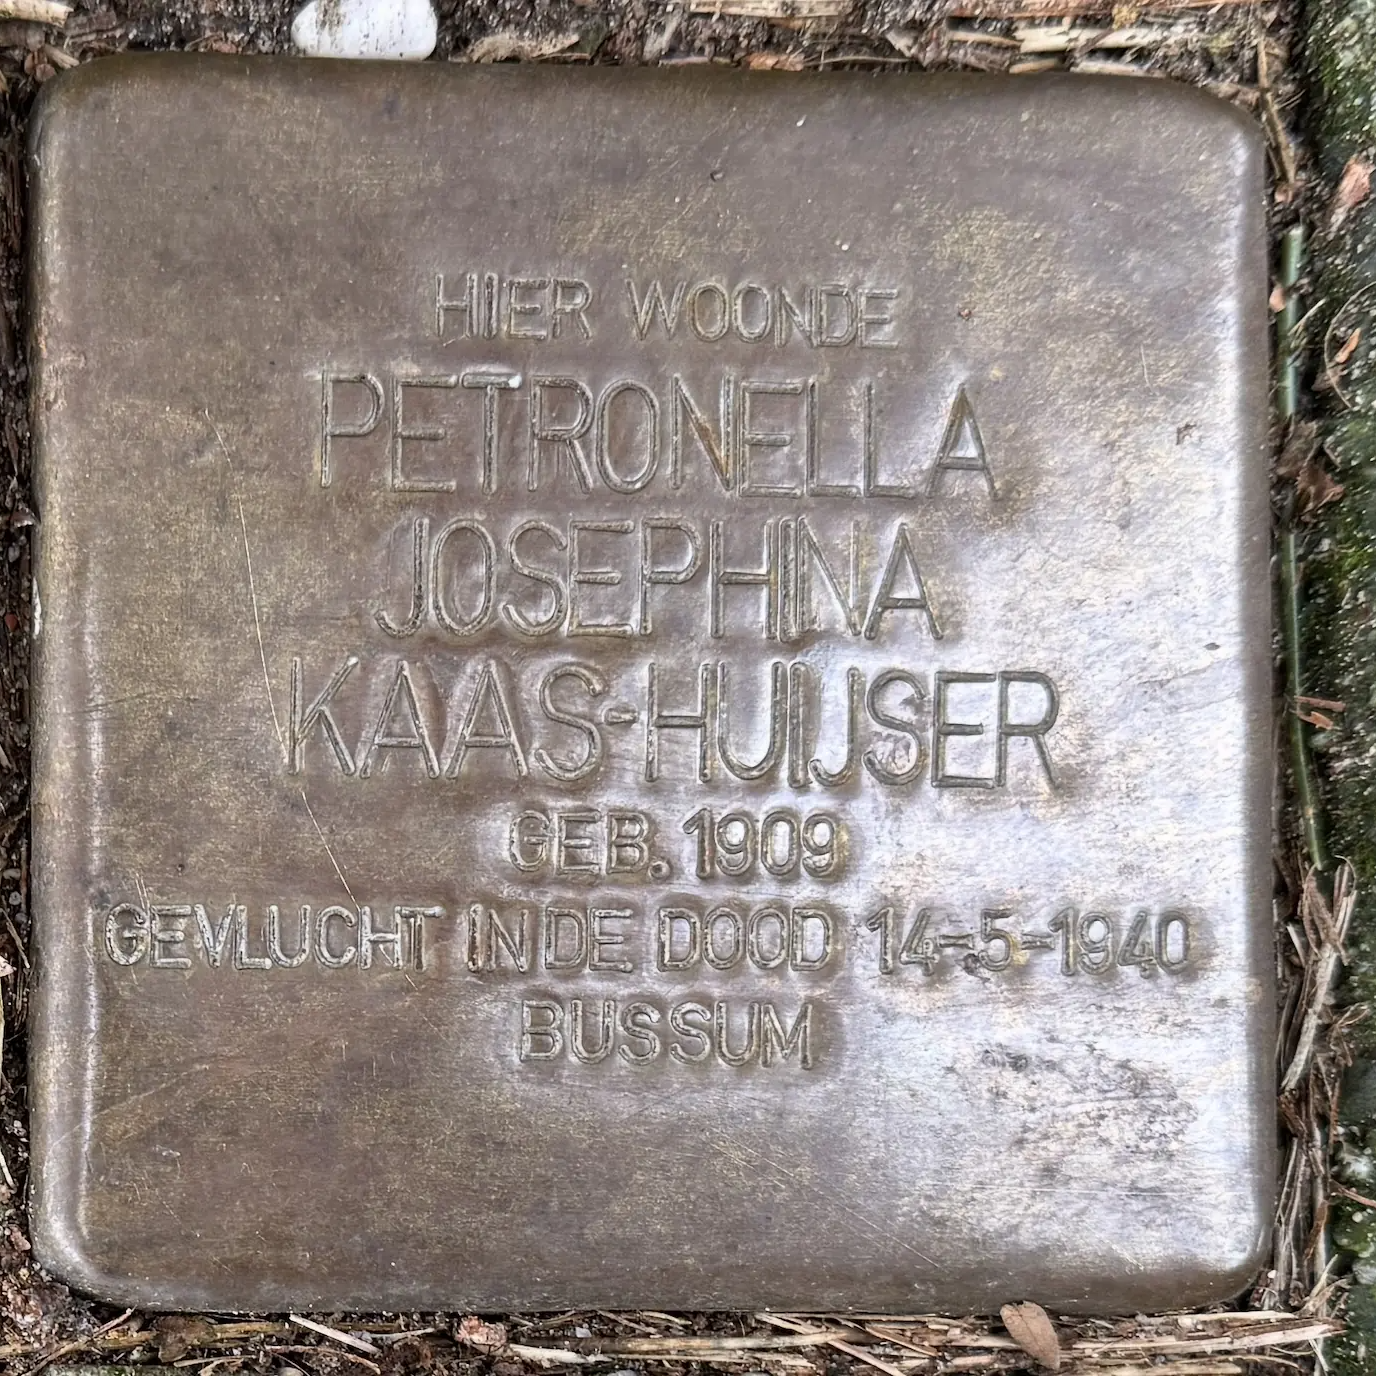 HIER WOONDE
PETRONELLA
JOSEPHINA
KAAS-HUIJSER
GEB. 1909
GEVLUCHT IN DE DOOD 14-5-1940
BUSSUM